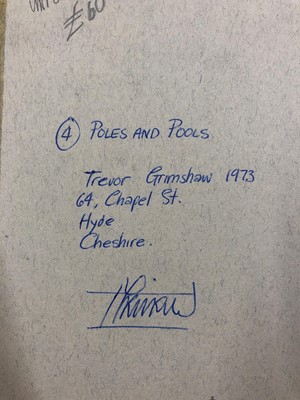 £60
④ POLES AND POOLS.
Trevor Grimshaw 1973
64, Chapel St.
Hyde
Cheshire.